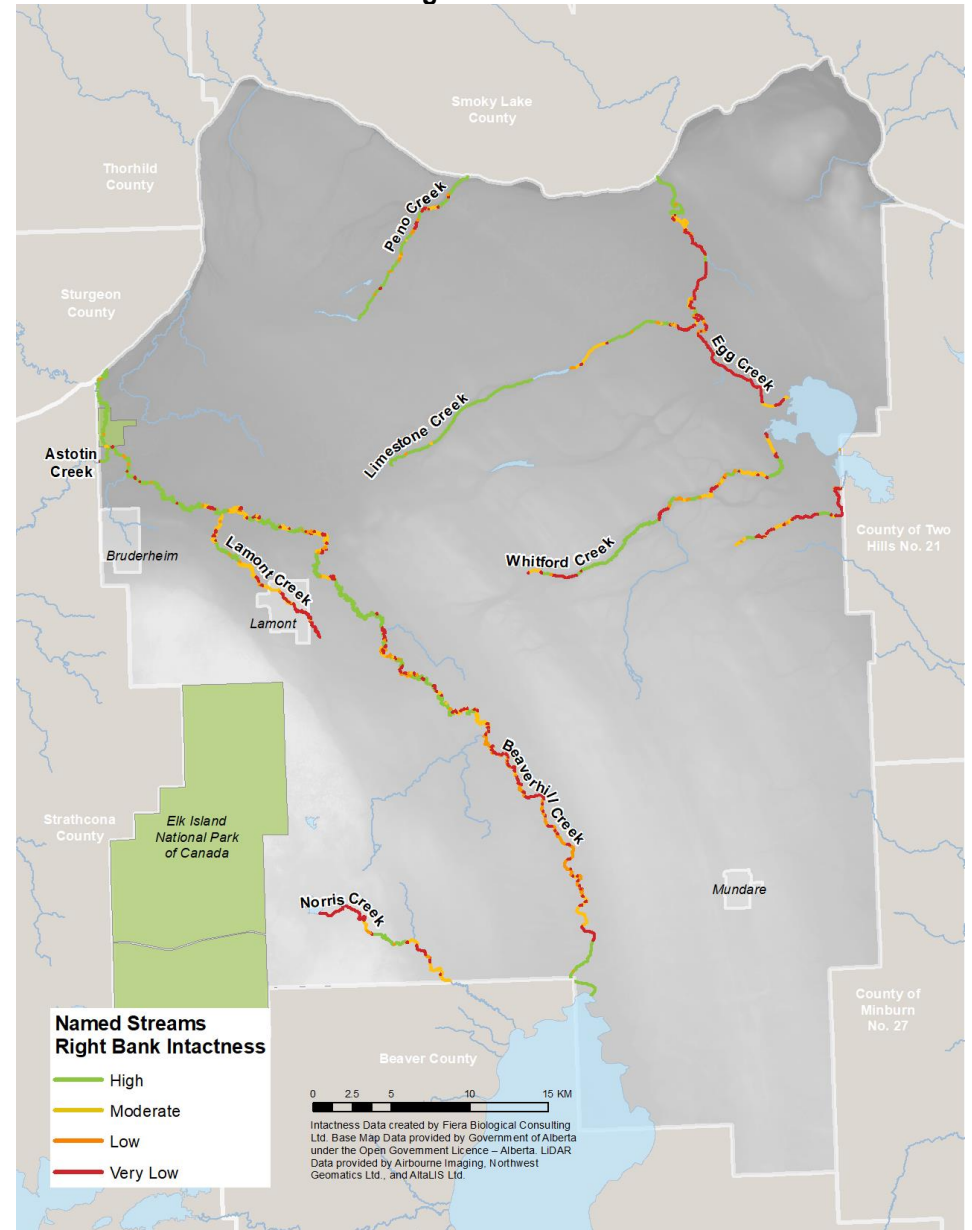 Smoky Lake
County
Thorhild
County
Peno Creek
Sturgeon
County
Egg Creek
Limestone Creek
Astotin
Creek
County of Two
Hills No. 21
Bruderheim
Lamont Creek
Whitford Creek
Lamont
Beaverhill Creek
Strathcona
County
Elk Island
National Park
of Canada
Mundare
Norris Creek
County of
Minburn
No. 27
Beaver County
Named Streams
Right Bank Intactness
High
Moderate
Low
Very Low
0 2.5 5 10 15 KM
Intactness Data created by Fiera Biological Consulting
Ltd. Base Map Data provided by Government of Alberta
under the Open Government Licence – Alberta. LiDAR
Data provided by Airbourne Imaging, Northwest
Geomatics Ltd., and AltaLIS Ltd.